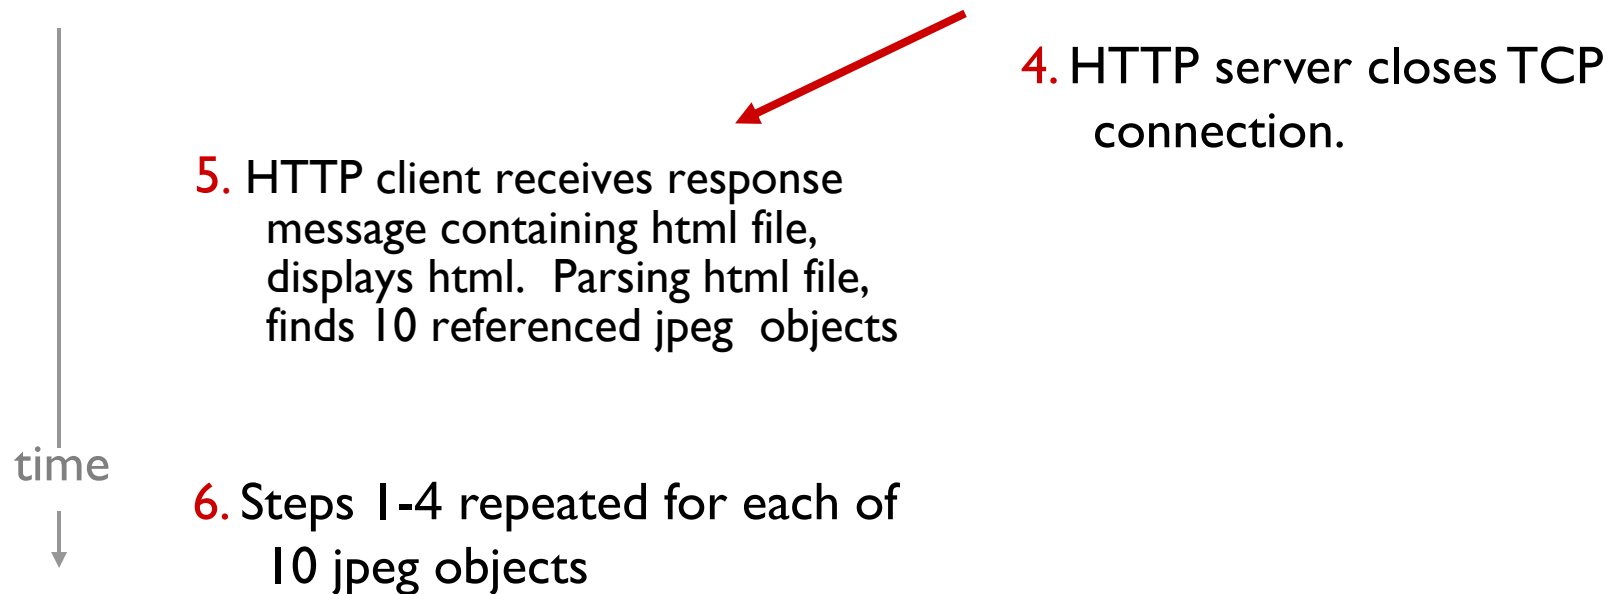 4. HTTP server closes TCP
connection.
5. HTTP client receives response
message containing html file,
displays html.  Parsing html file,
finds 10 referenced jpeg  objects
time
6. Steps 1-4 repeated for each of
10 jpeg objects